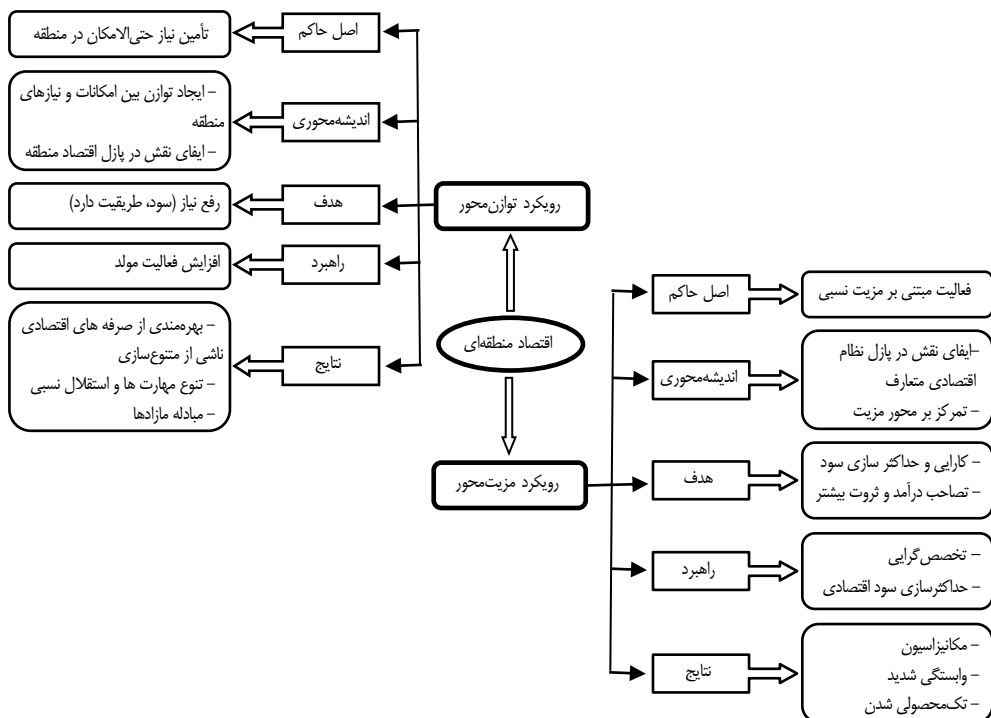 اقتصاد منطقه‌ای
رویکرد توازن‌محور
اصل حاکم
تأمین نیاز حتی‌الامکان در منطقه
اندیشه‌محوری
– ایجاد توازن بین امکانات و نیازهای
منطقه
– ایفای نقش در پازل اقتصاد منطقه
هدف
رفع نیاز (سود، طریقیت دارد)
راهبرد
افزایش فعالیت مولد
نتایج
– بهره‌مندی از صرفه های اقتصادی
ناشی از متنوع‌سازی
– تنوع مهارت ها و استقلال نسبی
– مبادله مازادها
رویکرد مزیت‌محور
اصل حاکم
فعالیت مبتنی بر مزیت نسبی
اندیشه‌محوری
–ایفای نقش در پازل نظام
اقتصادی متعارف
– تمرکز بر محور مزیت
هدف
– کارایی و حداکثر سازی سود
– تصاحب درآمد و ثروت بیشتر
راهبرد
– تخصص‌گرایی
– حداکثرسازی سود اقتصادی
نتایج
– مکانیزاسیون
– وابستگی شدید
– تک‌محصولی شدن